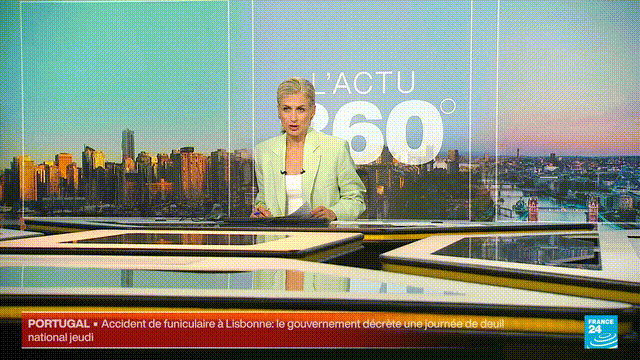 L'ACTU
360°
PORTUGAL ▪ Accident de funiculaire à Lisbonne: le gouvernement décrète une journée de deuil
national jeudi
FRANCE
24